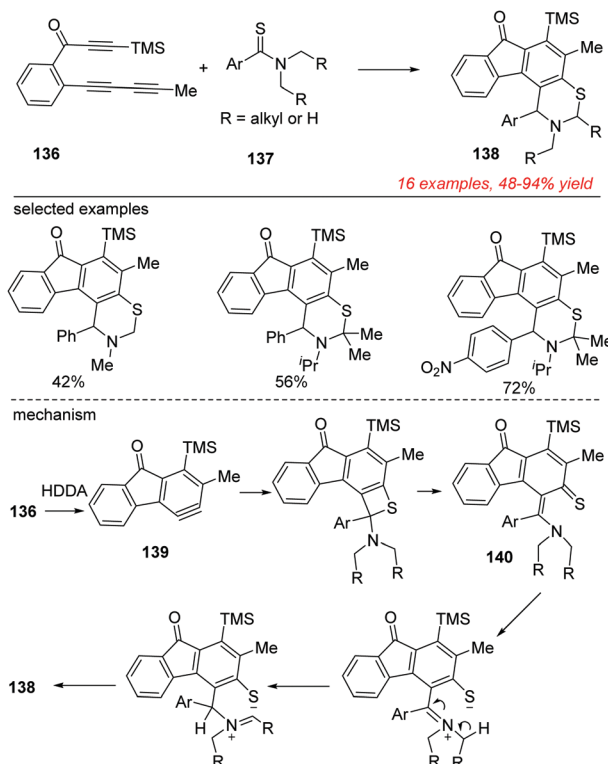 O
TMS
Me
136
+
S
Ar
N
R
R
R = alkyl or H
137
O
TMS
Me
S
Ar
N
R
R
138
16 examples, 48-94% yield
selected examples
O
TMS
Me
S
Ph
N
Me
42%
O
TMS
Me
S
Me
Ph
N
Me
iPr
56%
O
TMS
Me
S
Me
N
Me
iPr
O2N
72%
mechanism
136
HDDA
O
TMS
Me
139
O
TMS
Me
S
Ar
N
R
R
O
TMS
Me
S
Ar
N
R
R
140
138
O
TMS
Me
S
−
Ar
H
N
+
R
R
O
TMS
Me
S
−
Ar
N
+
H
R
R